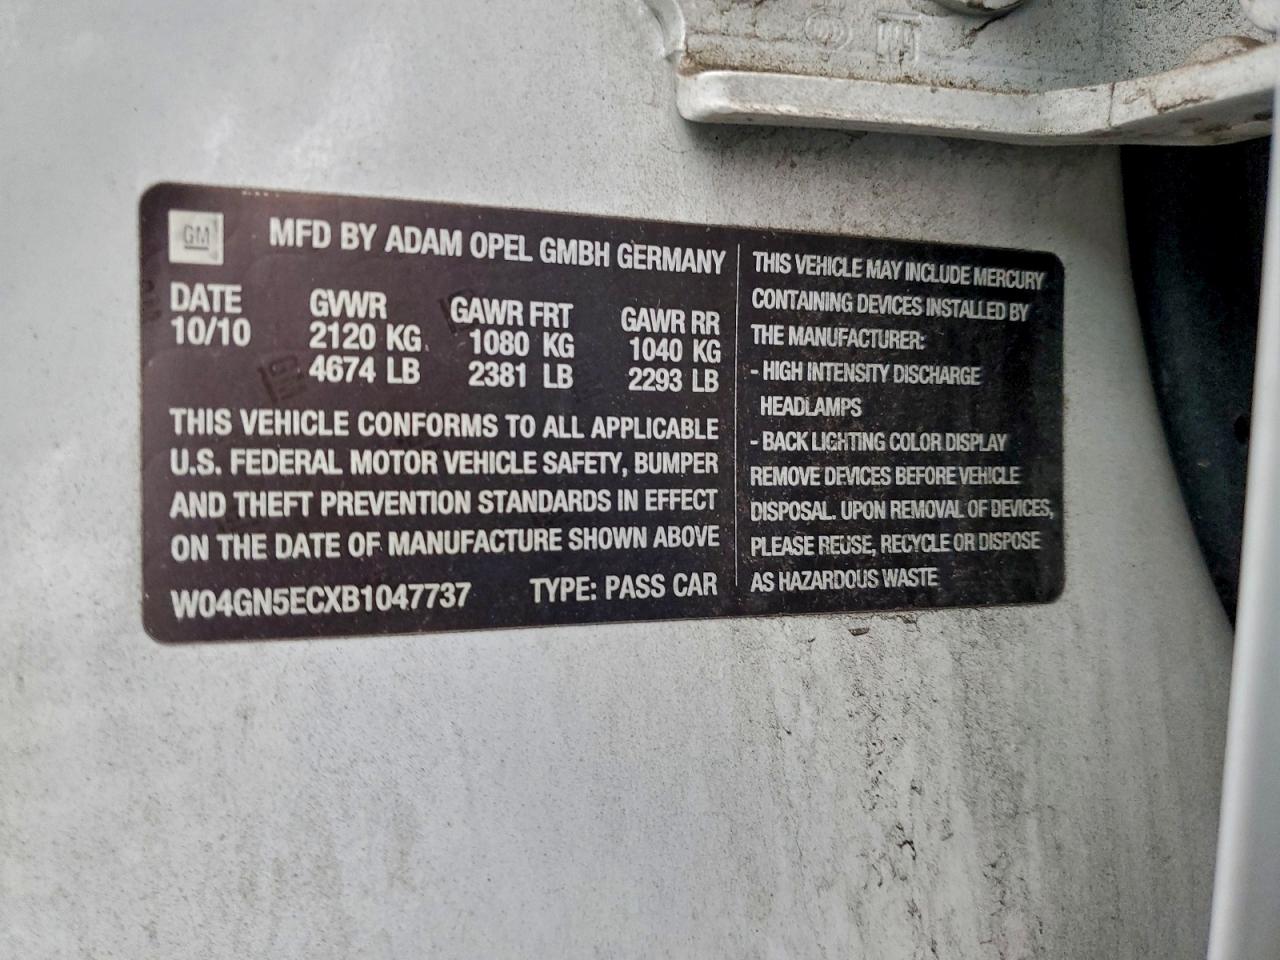 GM
MFD BY ADAM OPEL GMBH GERMANY
DATE GVWR GAWR FRT GAWR RR
10/10 2120 KG 1080 KG 1040 KG
4674 LB 2381 LB 2293 LB
THIS VEHICLE CONFORMS TO ALL APPLICABLE
U.S. FEDERAL MOTOR VEHICLE SAFETY, BUMPER
AND THEFT PREVENTION STANDARDS IN EFFECT
ON THE DATE OF MANUFACTURE SHOWN ABOVE
W04GN5ECXB1047737 TYPE: PASS CAR
THIS VEHICLE MAY INCLUDE MERCURY
CONTAINING DEVICES INSTALLED BY
THE MANUFACTURER:
- HIGH INTENSITY DISCHARGE
HEADLAMPS
- BACK LIGHTING COLOR DISPLAY
REMOVE DEVICES BEFORE VEHICLE
DISPOSAL. UPON REMOVAL OF DEVICES,
PLEASE REUSE, RECYCLE OR DISPOSE
AS HAZARDOUS WASTE